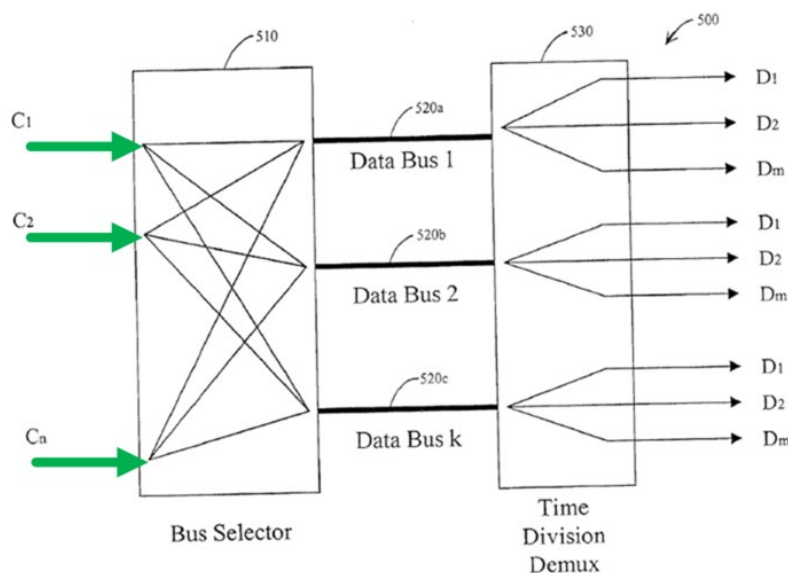 510
530
500
C1
520a
D1
D2
Data Bus 1
Dm
C2
520b
D1
D2
Data Bus 2
Dm
520c
D1
Cn
D2
Data Bus k
Dm
Bus Selector
Time
Division
Demux